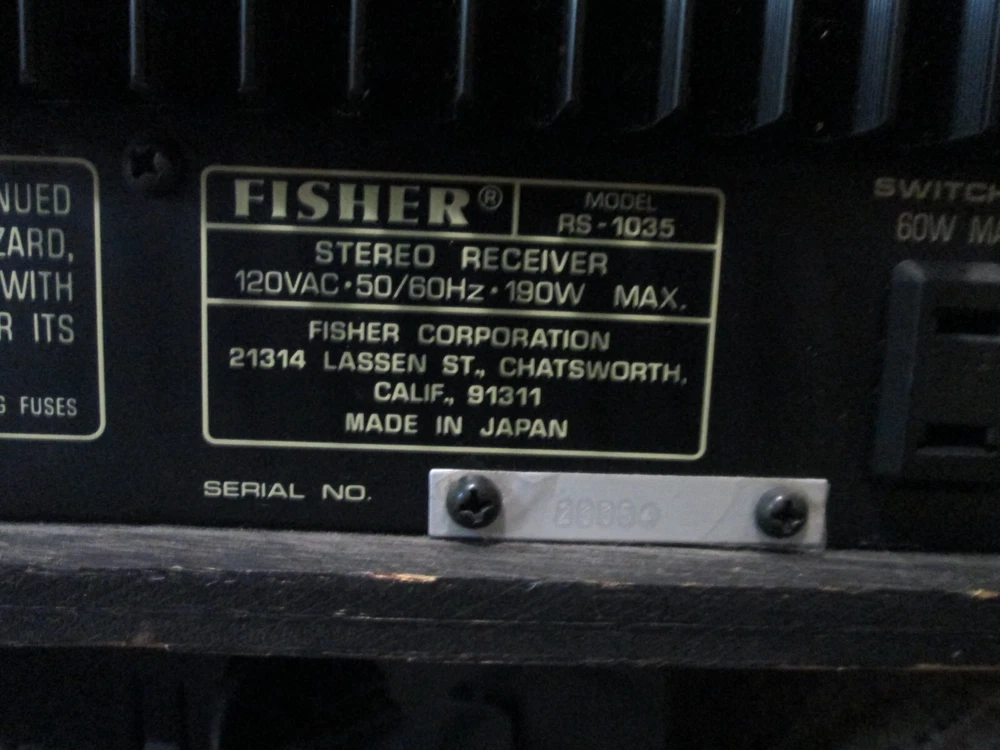 NUED
ZARD,
WITH
R ITS
G FUSES
FISHER®
MODEL
RS-1035
STEREO RECEIVER
120VAC·50/60Hz·190W MAX.
FISHER CORPORATION
21314 LASSEN ST., CHATSWORTH,
CALIF., 91311
MADE IN JAPAN
SERIAL NO.
SWITCH
60W MA